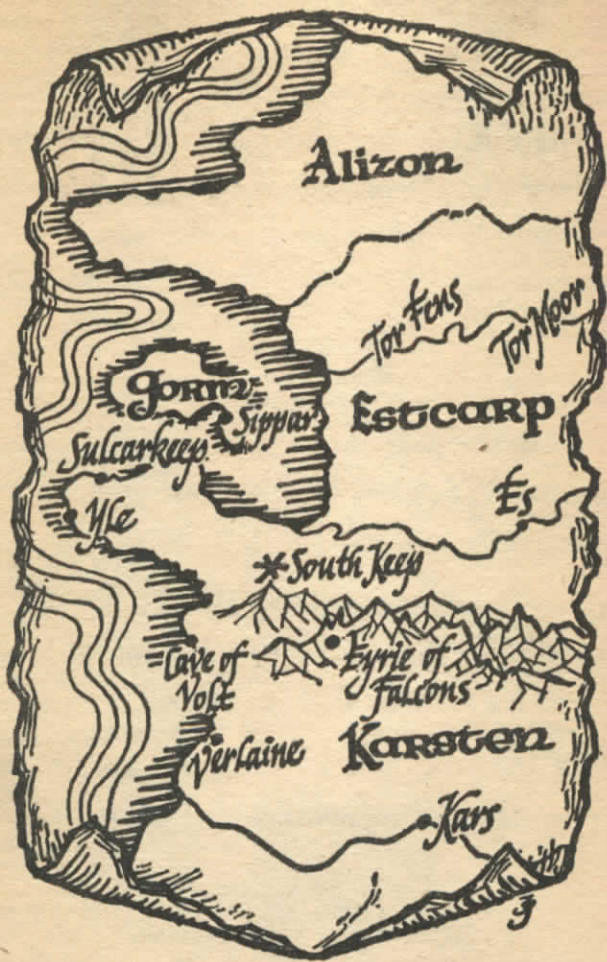 Alizon
Tor Fens
Tor Moor
Gorm
Sippar
Estcarp
Sulcarkeep
Es
Yle
South Keep
Cave of
Volt
Eyrie of
Falcons
Verlaine
Karsten
Kars